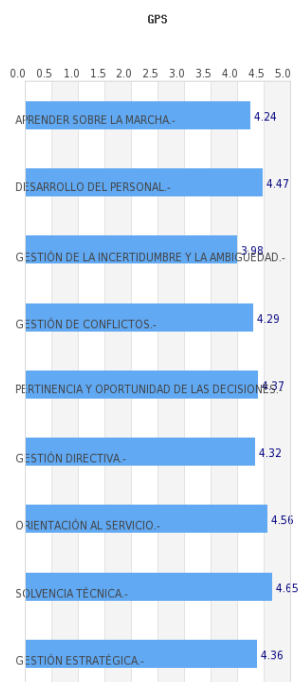 GPS
0.0 0.5 1.0 1.5 2.0 2.5 3.0 3.5 4.0 4.5 5.0
APRENDER SOBRE LA MARCHA.- 4.24
DESARROLLO DEL PERSONAL.- 4.47
GESTIÓN DE LA INCERTIDUMBRE Y LA AMBIGUEDAD.- 3.98
GESTIÓN DE CONFLICTOS.- 4.29
PERTINENCIA Y OPORTUNIDAD DE LAS DECISIONES.- 4.37
GESTIÓN DIRECTIVA.- 4.32
ORIENTACIÓN AL SERVICIO.- 4.56
SOLVENCIA TÉCNICA.- 4.65
GESTIÓN ESTRATÉGICA.- 4.36